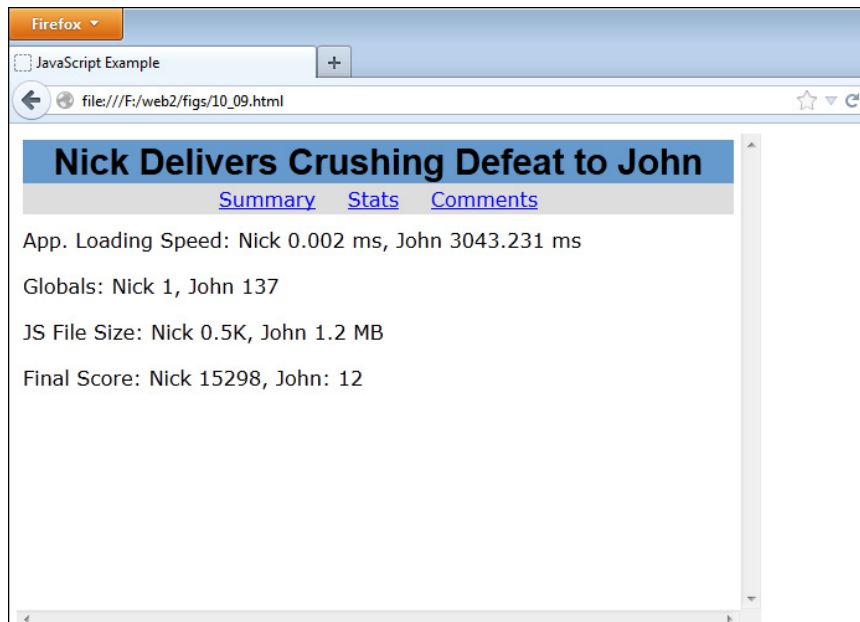 Firefox
JavaScript Example
file:///F:/web2/figs/10_09.html
Nick Delivers Crushing Defeat to John
Summary Stats Comments
App. Loading Speed: Nick 0.002 ms, John 3043.231 ms
Globals: Nick 1, John 137
JS File Size: Nick 0.5K, John 1.2 MB
Final Score: Nick 15298, John: 12